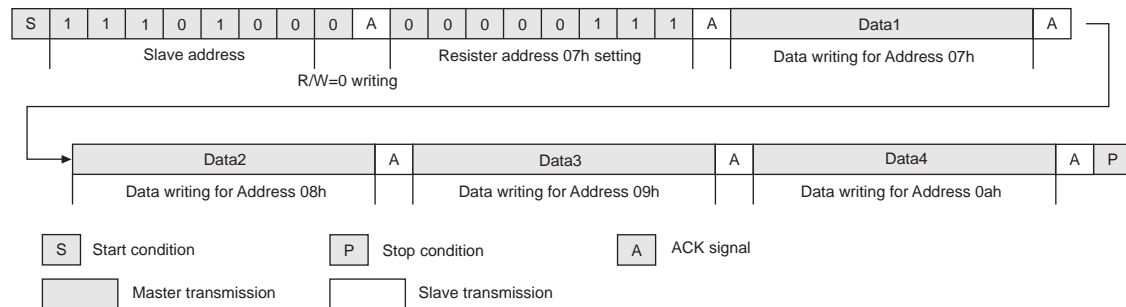 S 1 1 1 0 1 0 0 0 A 0 0 0 0 0 1 1 1 A Data1 A
Slave address Resister address 07h setting Data writing for Address 07h
R/W=0 writing
Data2 A Data3 A Data4 A P
Data writing for Address 08h Data writing for Address 09h Data writing for Address 0ah
S Start condition P Stop condition A ACK signal
Master transmission Slave transmission